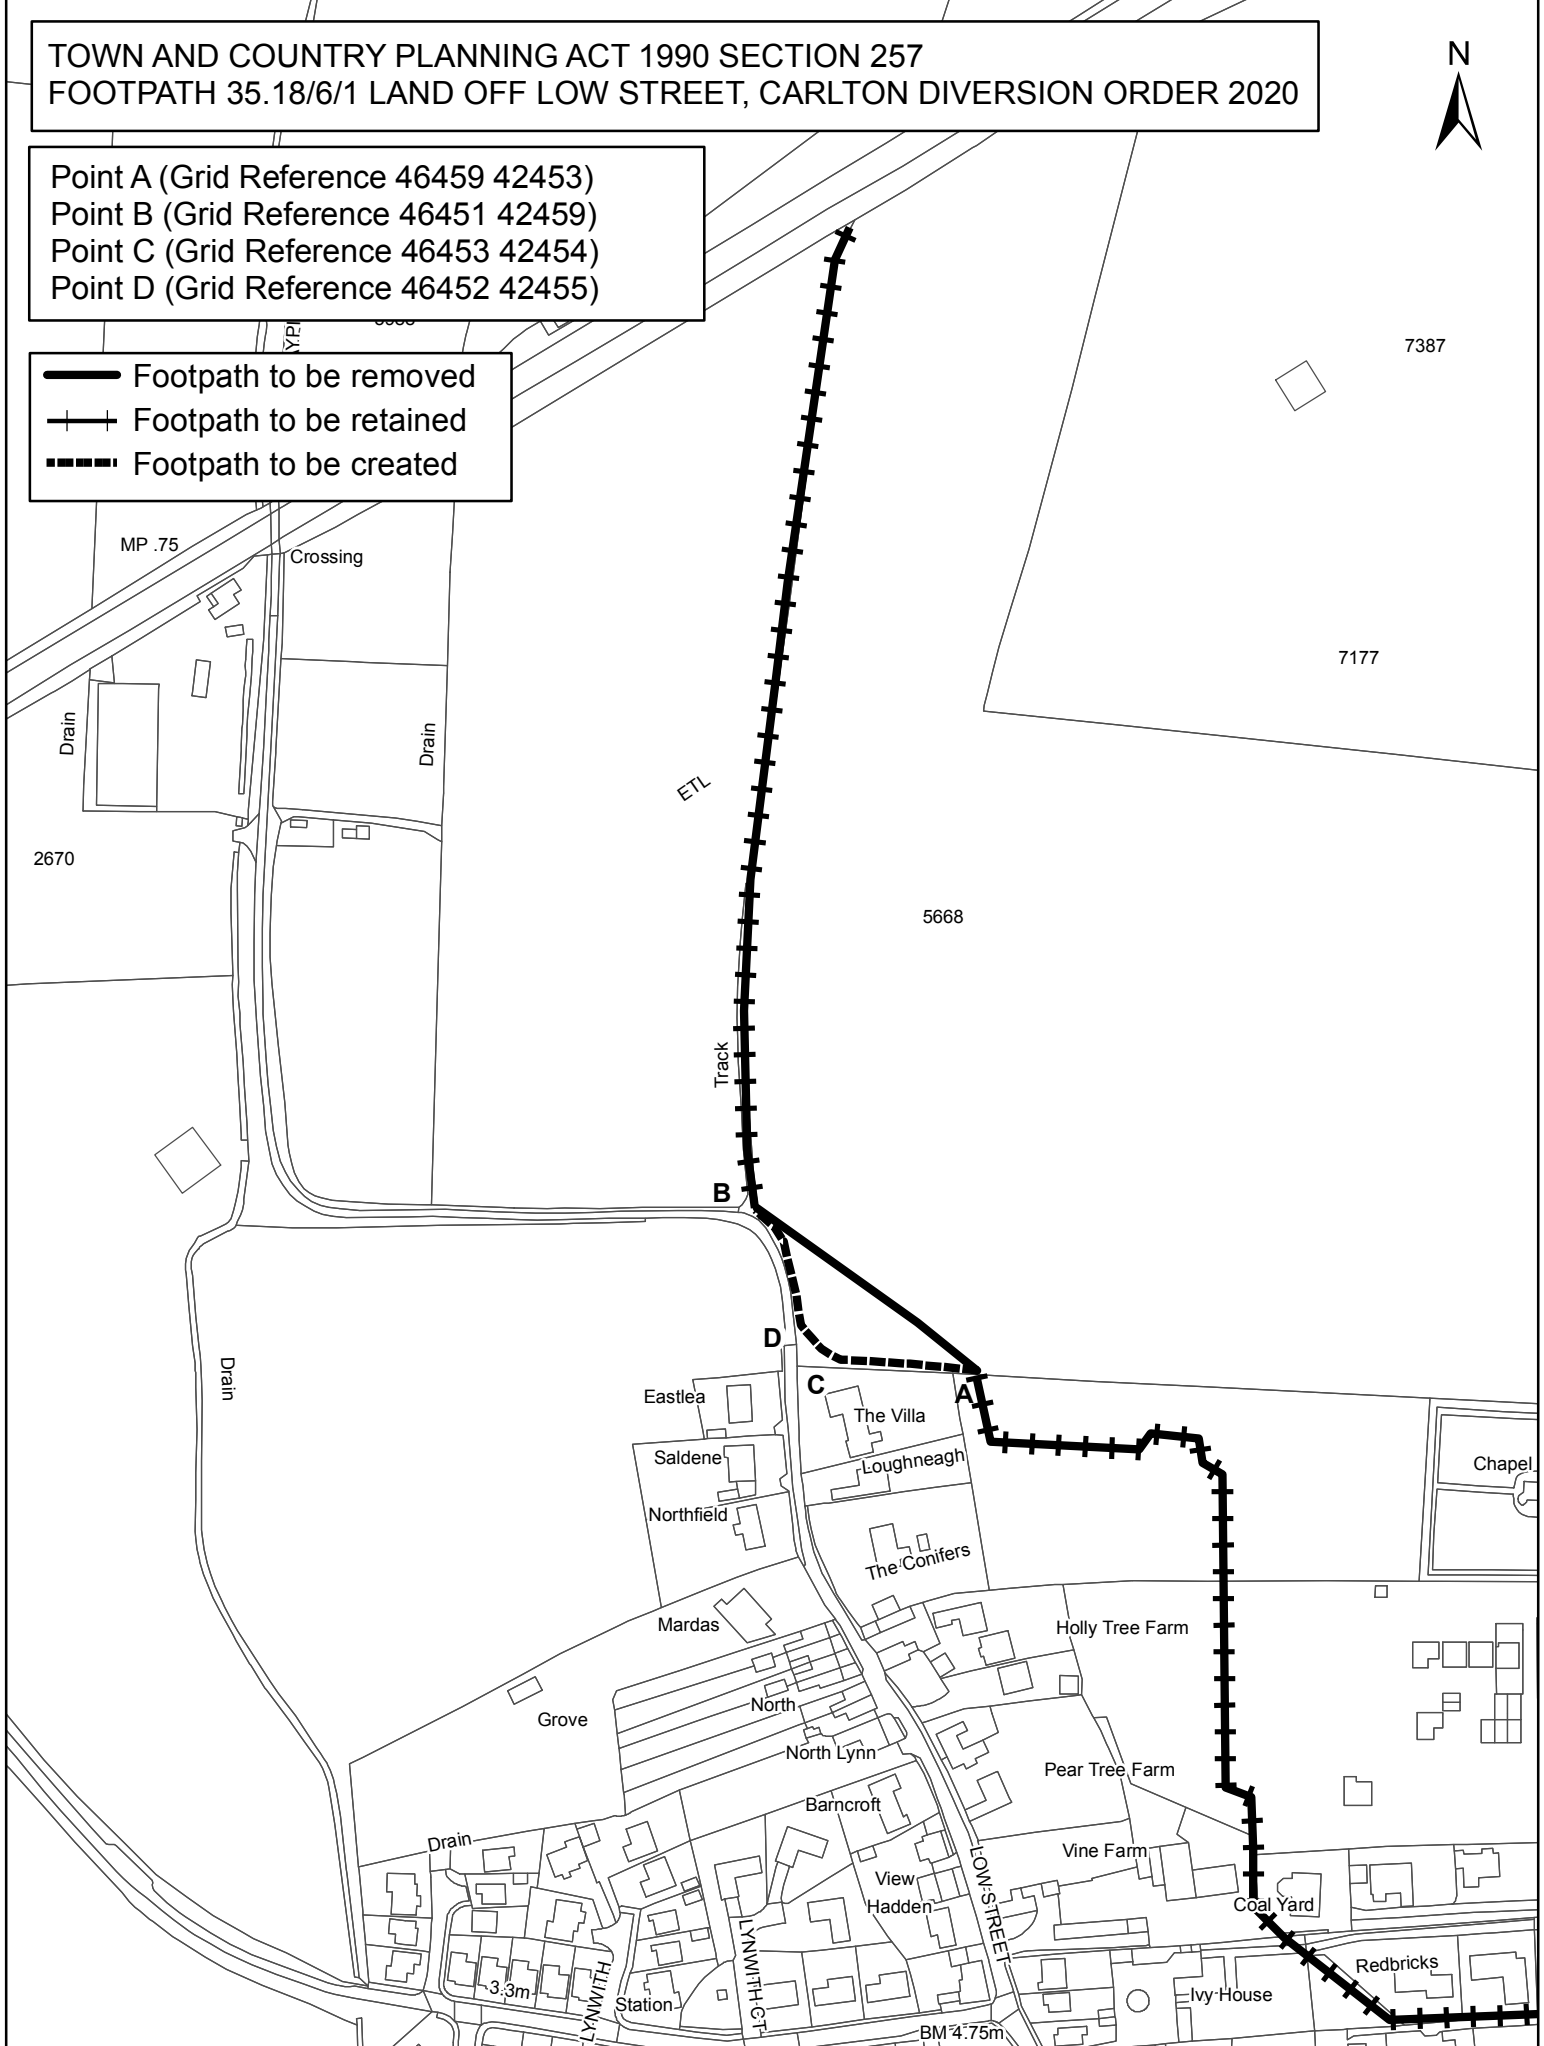 TOWN AND COUNTRY PLANNING ACT 1990 SECTION 257
FOOTPATH 35.18/6/1 LAND OFF LOW STREET, CARLTON DIVERSION ORDER 2020
N
Point A (Grid Reference 46459 42453)
Point B (Grid Reference 46451 42459)
Point C (Grid Reference 46453 42454)
Point D (Grid Reference 46452 42455)
Footpath to be removed
Footpath to be retained
Footpath to be created
7387
MP .75
Crossing
7177
Drain
Drain
ETL
2670
5668
Track
B
D
Drain
C
A
Eastlea
The Villa
Saldene
Loughneagh
Chapel
Northfield
The Conifers
Mardas
Holly Tree Farm
North
Grove
North Lynn
Pear Tree Farm
Barncroft
Drain
Vine Farm
View
Hadden
LOW STREET
Coal Yard
LYNWITH CT
Redbricks
3.3m
LYNWITH
Station
Ivy House
BM 4.75m